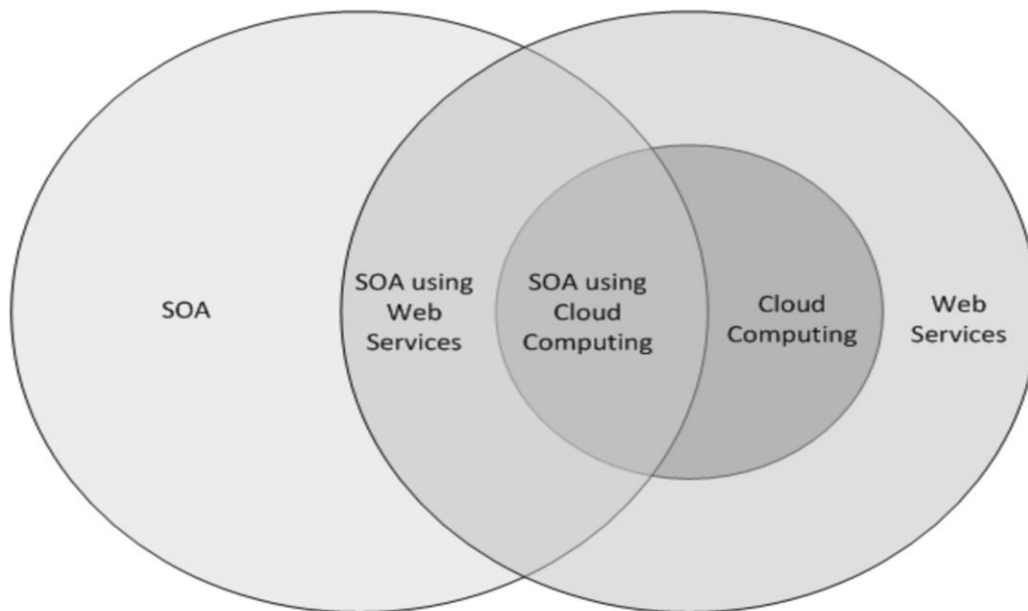 SOA
SOA using
Web
Services
SOA using
Cloud
Computing
Cloud
Computing
Web
Services